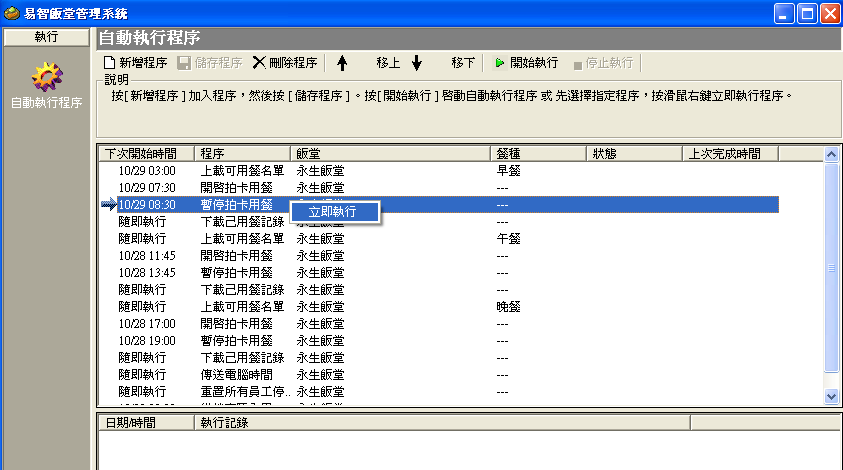 易智飯堂管理系統
執行
自動執行程序
自動執行程序
新增程序 儲存程序 刪除程序 移上 移下 開始執行 停止執行
說明
按[ 新增程序 ] 加入程序，然後按 [ 儲存程序 ] 。按[ 開始執行 ] 啓動自動執行程序 或 先選擇指定程序，按滑鼠右鍵立即執行程序。
下次開始時間 程序 飯堂 餐種 狀態 上次完成時間
10/29 03:00 上載可用餐名單 永生飯堂 早餐
10/29 07:30 開啓拍卡用餐 永生飯堂 ---
10/29 08:30 暫停拍卡用餐 ---
立即執行
隨即執行 下載已用餐記錄 永生飯堂 ---
隨即執行 上載可用餐名單 永生飯堂 午餐
10/28 11:45 開啓拍卡用餐 永生飯堂 ---
10/28 13:45 暫停拍卡用餐 永生飯堂 ---
隨即執行 下載已用餐記錄 永生飯堂 ---
隨即執行 上載可用餐名單 永生飯堂 晚餐
10/28 17:00 開啓拍卡用餐 永生飯堂 ---
10/28 19:00 暫停拍卡用餐 永生飯堂 ---
隨即執行 下載已用餐記錄 永生飯堂 ---
隨即執行 傳送電腦時間 永生飯堂 ---
隨即執行 重置所有員工停.. 永生飯堂 ---
日期/時間 執行記錄